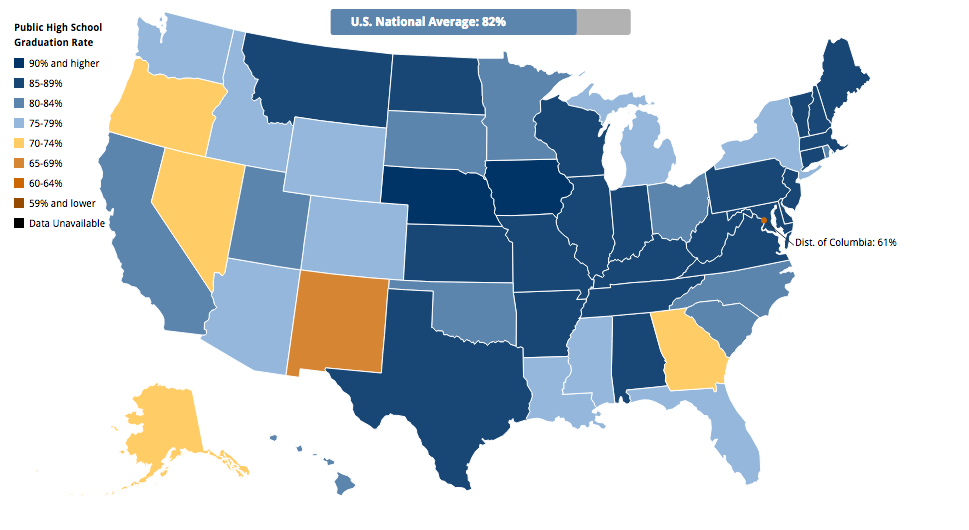 U.S. National Average: 82%
Public High School
Graduation Rate
90% and higher
85-89%
80-84%
75-79%
70-74%
65-69%
60-64%
59% and lower
Data Unavailable
Dist. of Columbia: 61%